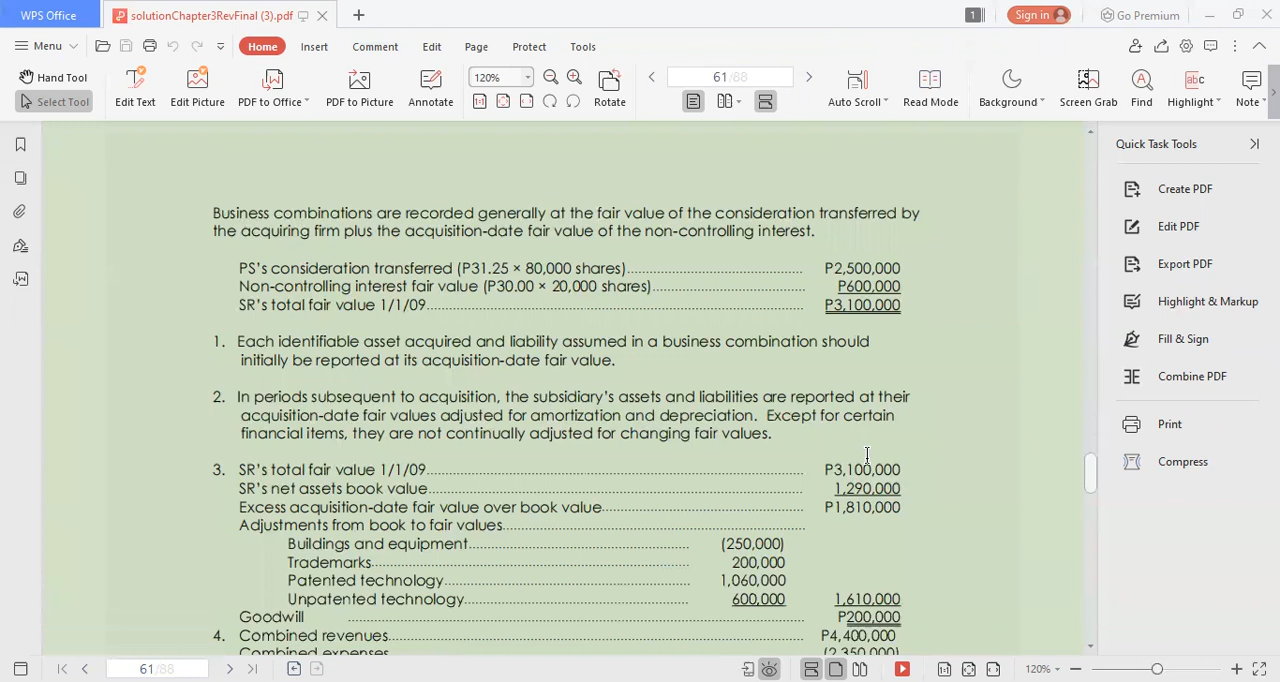 WPS Office
solutionChapter3RevFinal (3).pdf
1
Sign in
Go Premium
Menu
Home
Insert
Comment
Edit
Page
Protect
Tools
Hand Tool
Select Tool
Edit Text
Edit Picture
PDF to Office
PDF to Picture
Annotate
120%
Rotate
61/88
Auto Scroll
Read Mode
Background
Screen Grab
Find
abc
Highlight
Note
Quick Task Tools
Create PDF
Edit PDF
Export PDF
Highlight & Markup
Fill & Sign
Combine PDF
Print
Compress
Business combinations are recorded generally at the fair value of the consideration transferred by
the acquiring firm plus the acquisition-date fair value of the non-controlling interest.
PS's consideration transferred (P31.25 × 80,000 shares) P2,500,000
Non-controlling interest fair value (P30.00 × 20,000 shares) P600,000
SR's total fair value 1/1/09 P3,100,000
1. Each identifiable asset acquired and liability assumed in a business combination should
initially be reported at its acquisition-date fair value.
2. In periods subsequent to acquisition, the subsidiary's assets and liabilities are reported at their
acquisition-date fair values adjusted for amortization and depreciation. Except for certain
financial items, they are not continually adjusted for changing fair values.
3. SR's total fair value 1/1/09 P3,100,000
SR's net assets book value 1,290,000
Excess acquisition-date fair value over book value P1,810,000
Adjustments from book to fair values
Buildings and equipment (250,000)
Trademarks 200,000
Patented technology 1,060,000
Unpatented technology 600,000 1,610,000
Goodwill P200,000
4. Combined revenues P4,400,000
Combined expenses (2,350,000)
61/88
120%